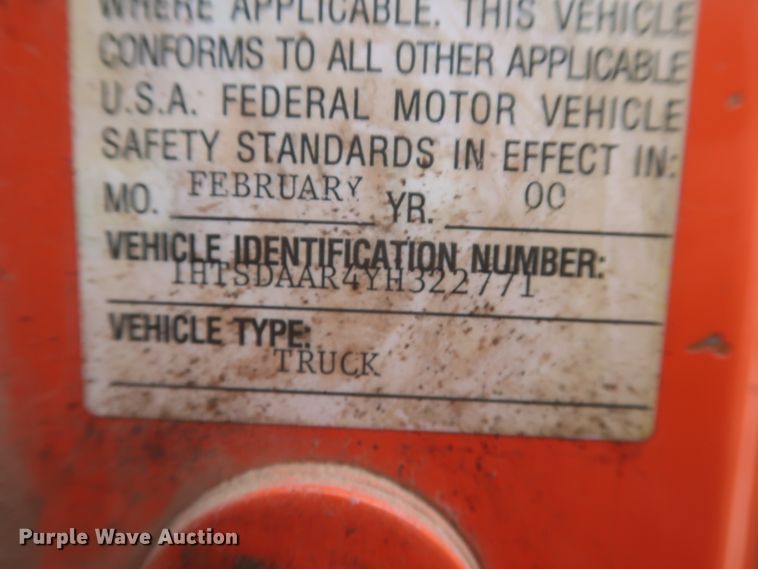 WHERE APPLICABLE. THIS VEHICLE
CONFORMS TO ALL OTHER APPLICABLE
U.S.A. FEDERAL MOTOR VEHICLE
SAFETY STANDARDS IN EFFECT IN:
MO. FEBRUARY YR. 00
VEHICLE IDENTIFICATION NUMBER:
1HTSDAAR4YH322771
VEHICLE TYPE:
TRUCK
Purple Wave Auction